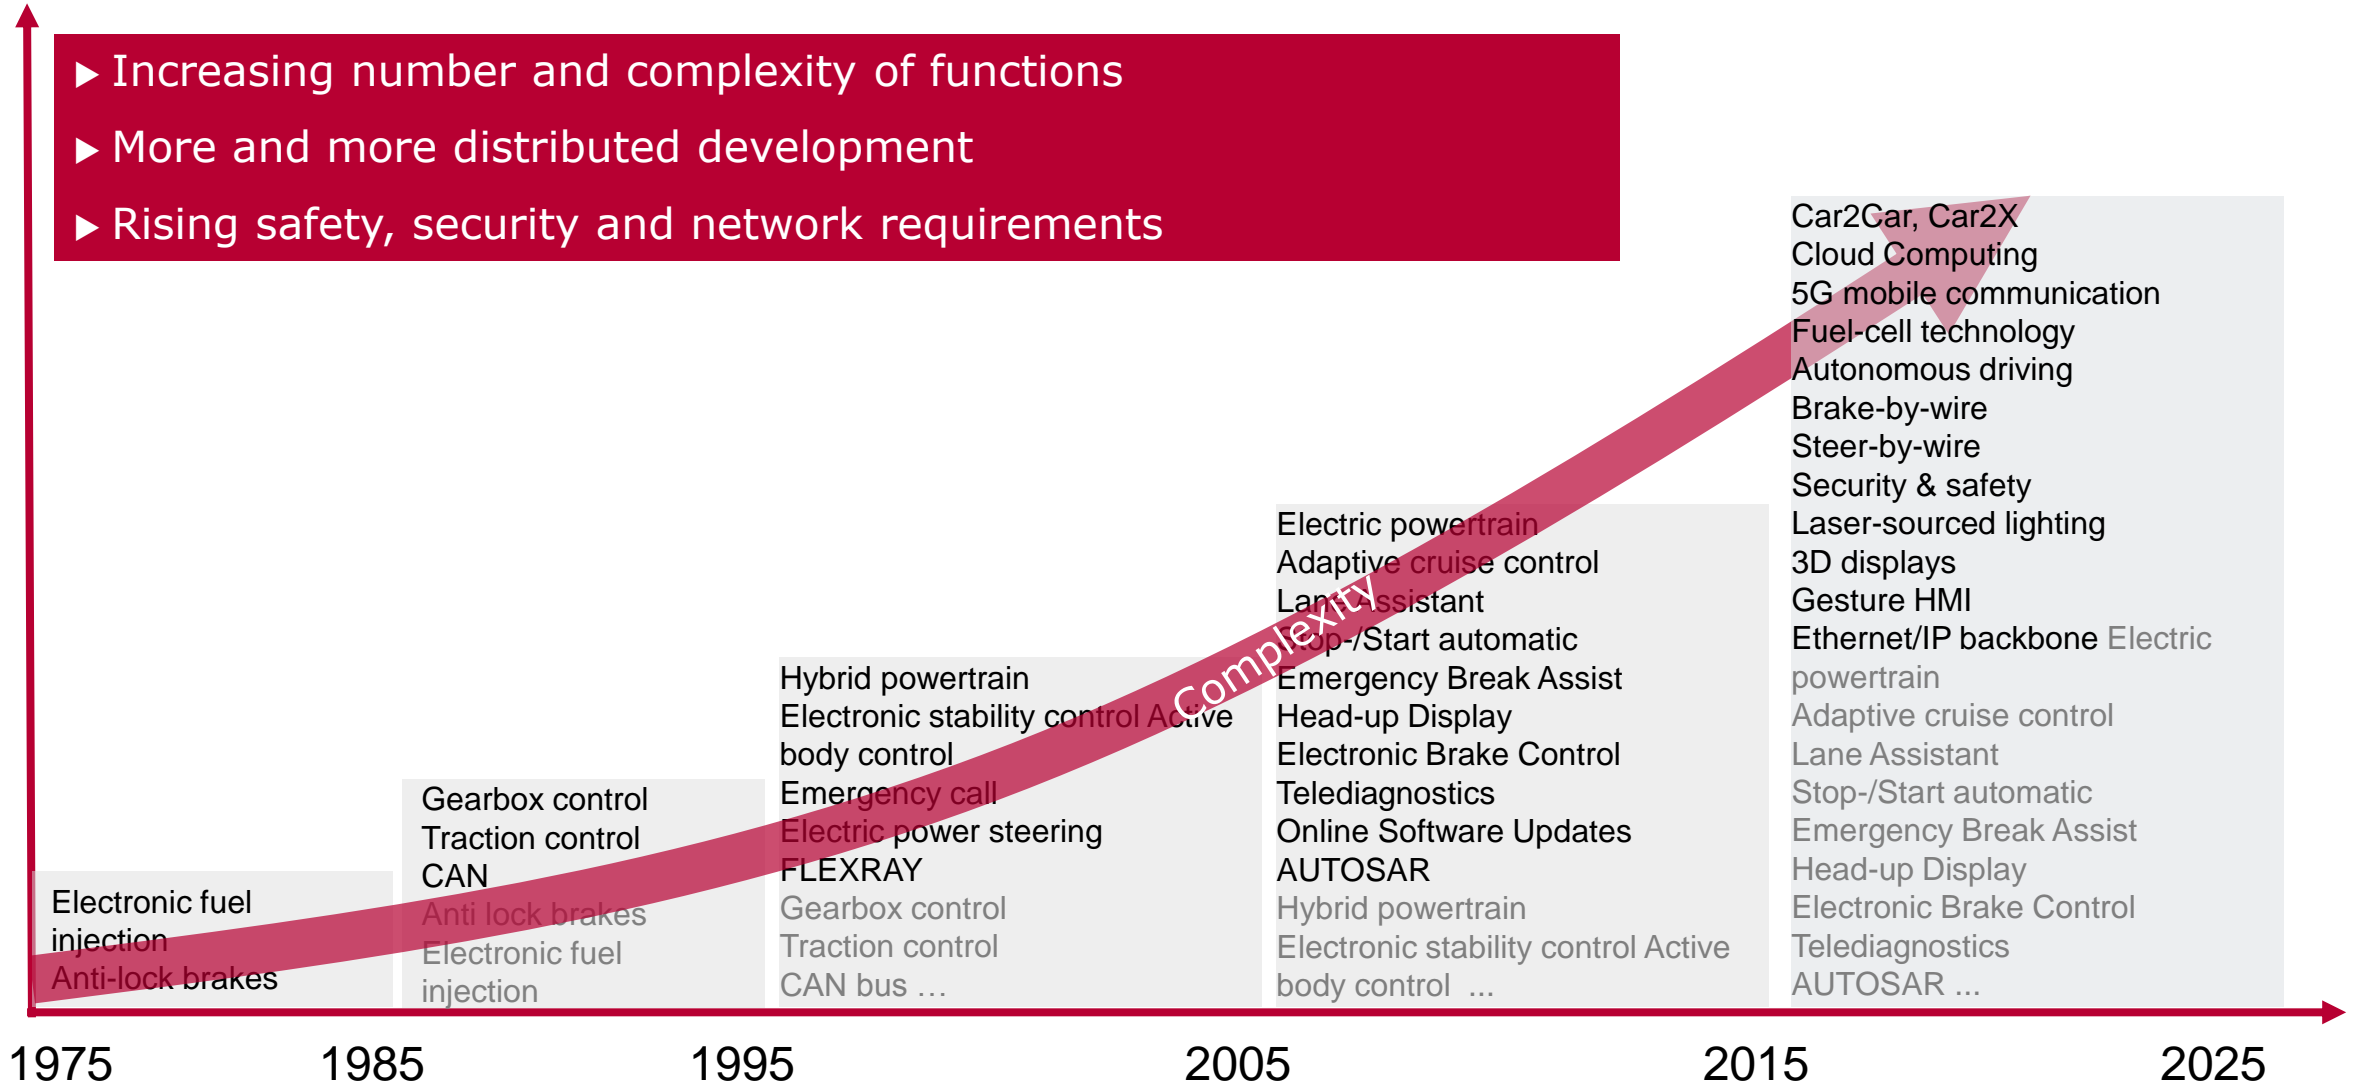 ▶ Increasing number and complexity of functions
▶ More and more distributed development
▶ Rising safety, security and network requirements
Electronic fuel
injection
Anti-lock brakes
Gearbox control
Traction control
CAN
Anti lock brakes
Electronic fuel
injection
Hybrid powertrain
Electronic stability control Active
body control
Emergency call
Electric power steering
FLEXRAY
Gearbox control
Traction control
CAN bus …
Complexity
Electric powertrain
Adaptive cruise control
Lane Assistant
Stop-/Start automatic
Emergency Break Assist
Head-up Display
Electronic Brake Control
Telediagnostics
Online Software Updates
AUTOSAR
Hybrid powertrain
Electronic stability control Active
body control ...
Car2Car, Car2X
Cloud Computing
5G mobile communication
Fuel-cell technology
Autonomous driving
Brake-by-wire
Steer-by-wire
Security & safety
Laser-sourced lighting
3D displays
Gesture HMI
Ethernet/IP backbone Electric
powertrain
Adaptive cruise control
Lane Assistant
Stop-/Start automatic
Emergency Break Assist
Head-up Display
Electronic Brake Control
Telediagnostics
AUTOSAR ...
1975 1985 1995 2005 2015 2025